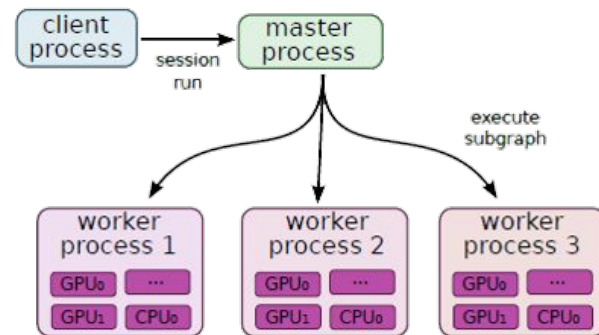 client
process
session
run
master
process
execute
subgraph
worker
process 1
GPU₀ ...
GPU₁ CPU₀
worker
process 2
GPU₀ ...
GPU₁ CPU₀
worker
process 3
GPU₀ ...
GPU₁ CPU₀